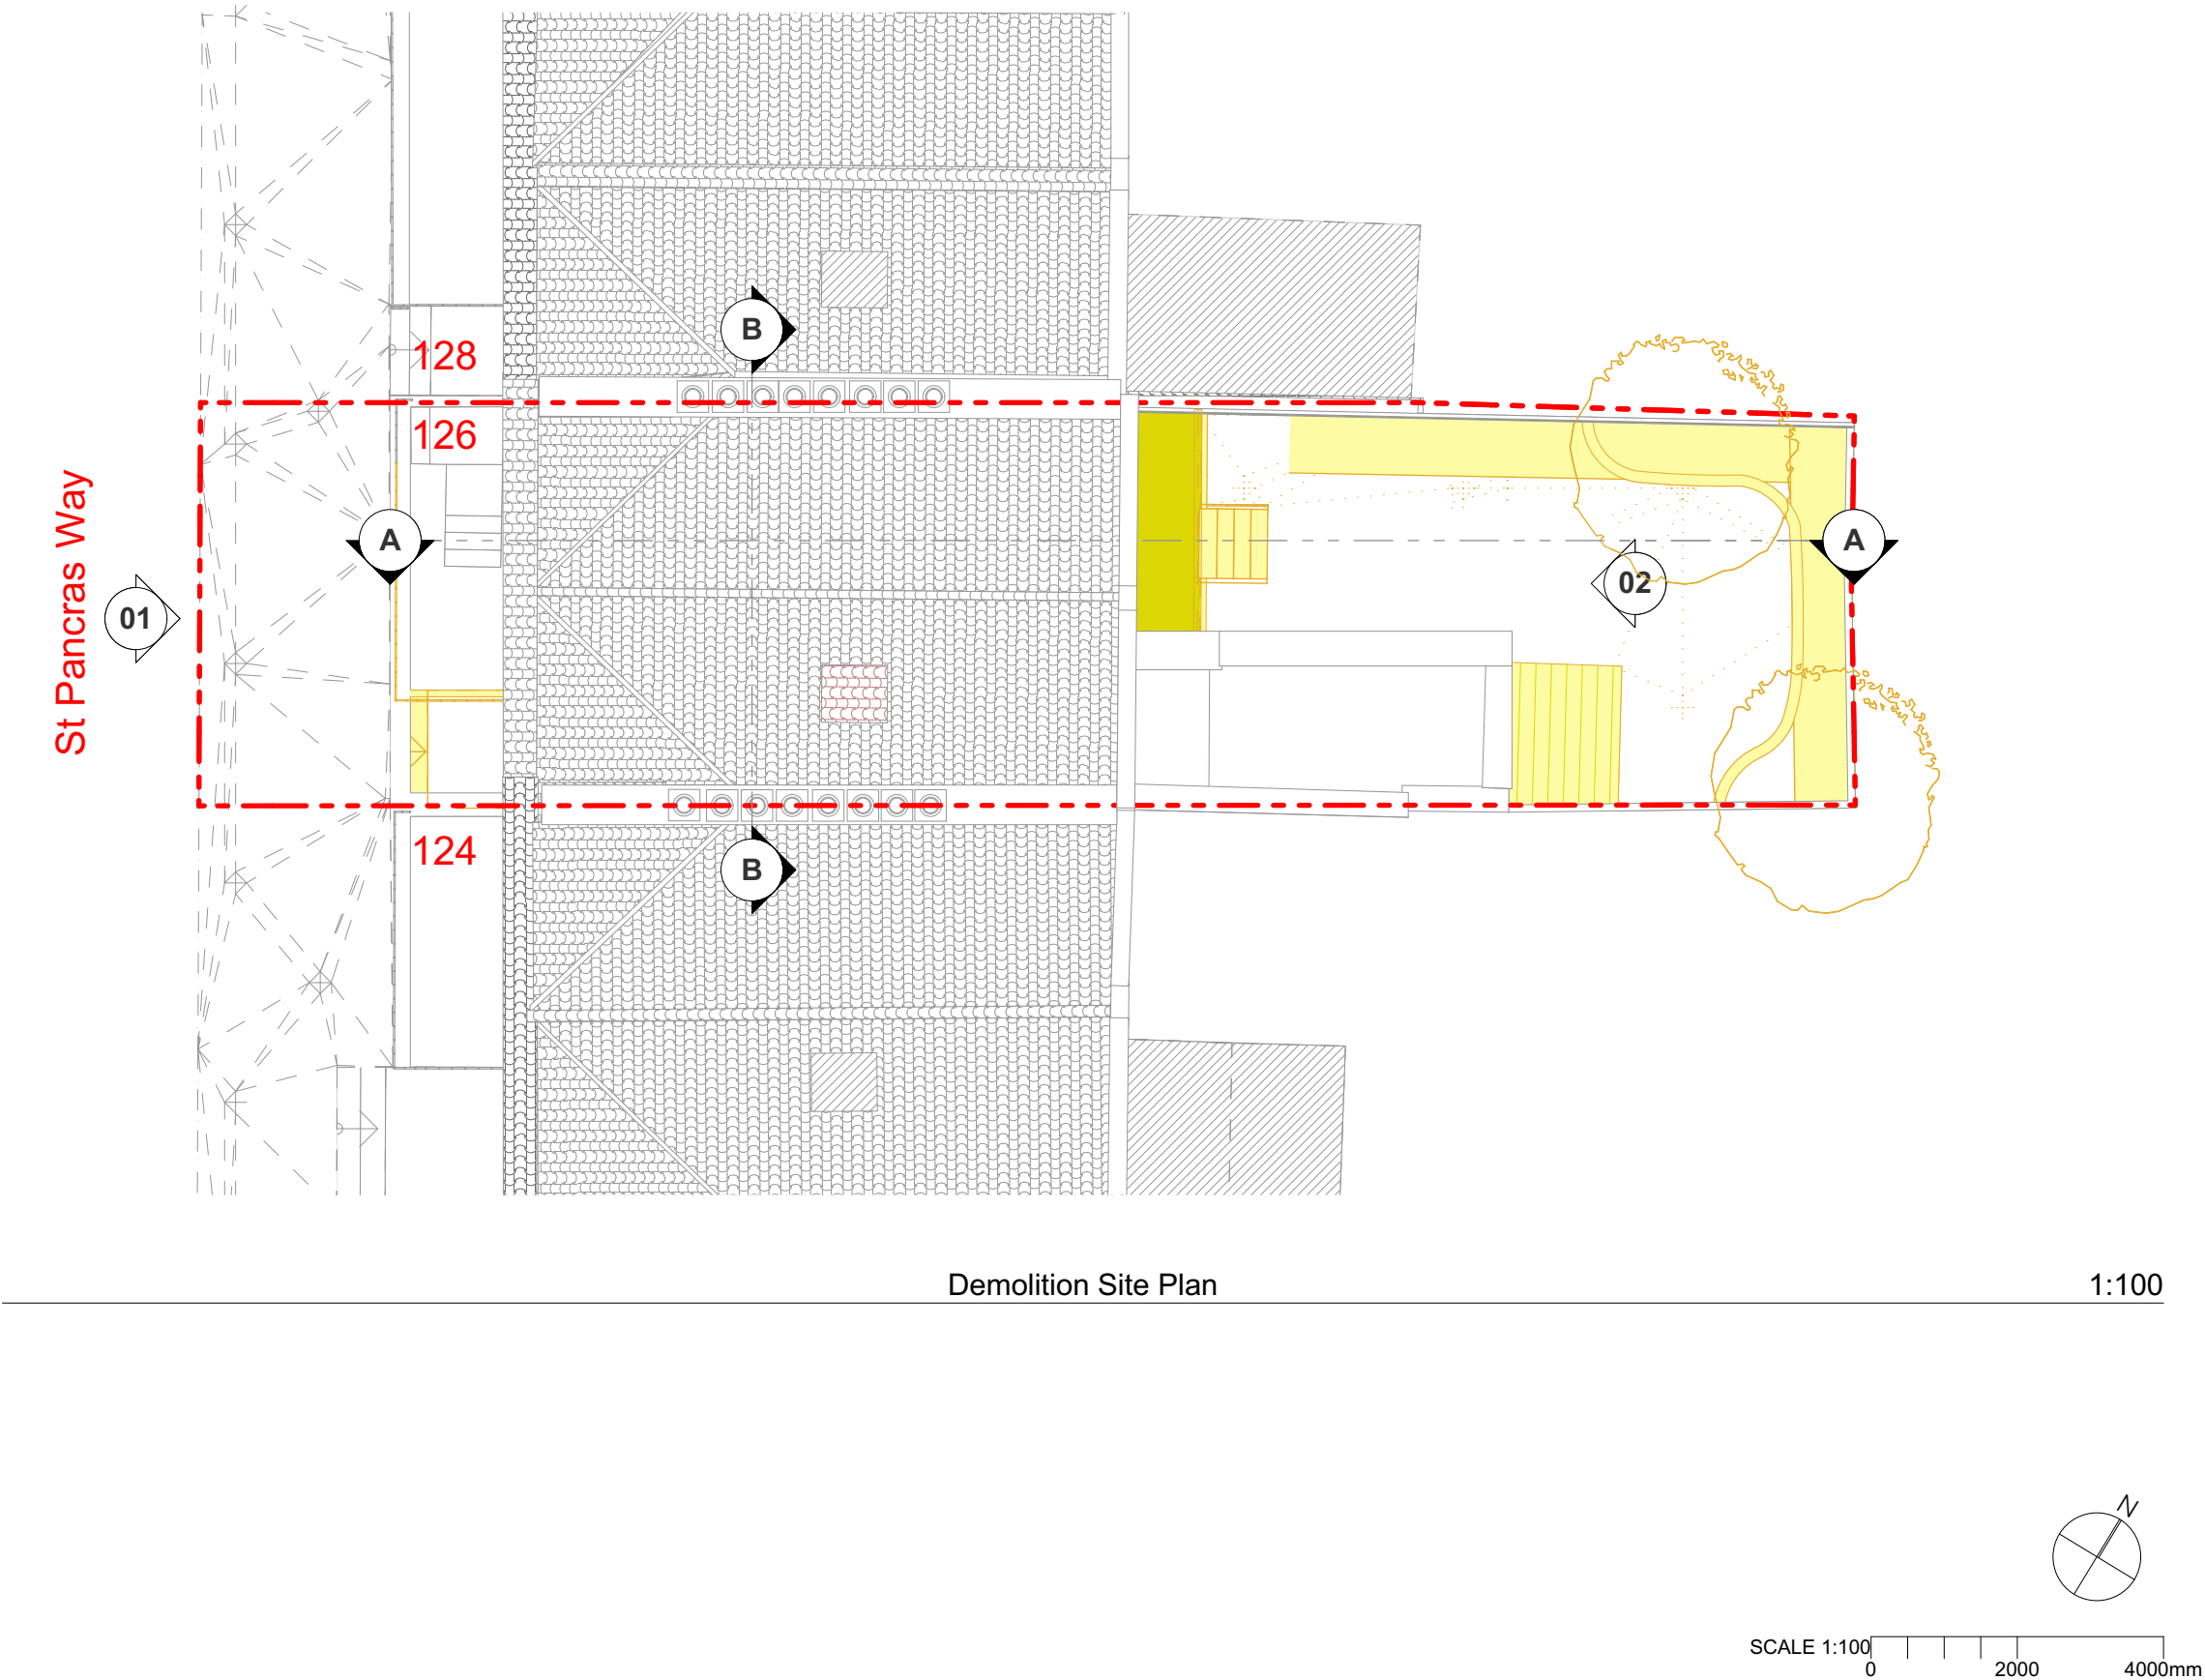 128
B
126
St Pancras Way
A
A
02
01
124
B
Demolition Site Plan 1:100
N
SCALE 1:100
0 2000 4000mm